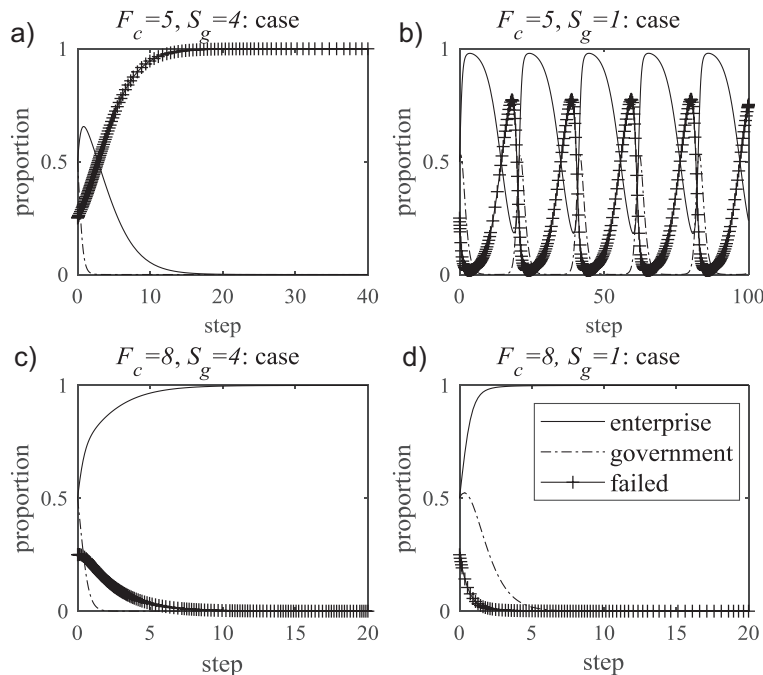 a)
F_c=5, S_g=4: case
proportion
1
0.5
0
0 10 20 30 40
step
b)
F_c=5, S_g=1: case
proportion
1
0.5
0
0 50 100
step
c)
F_c=8, S_g=4: case
proportion
1
0.5
0
0 5 10 15 20
step
d)
F_c=8, S_g=1: case
proportion
1
0.5
0
enterprise
government
failed
0 5 10 15 20
step